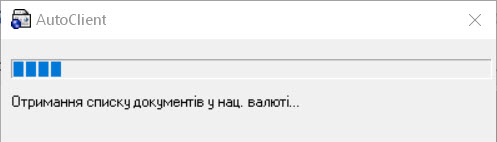 AutoClient
Отримання списку документів у нац. валюті...